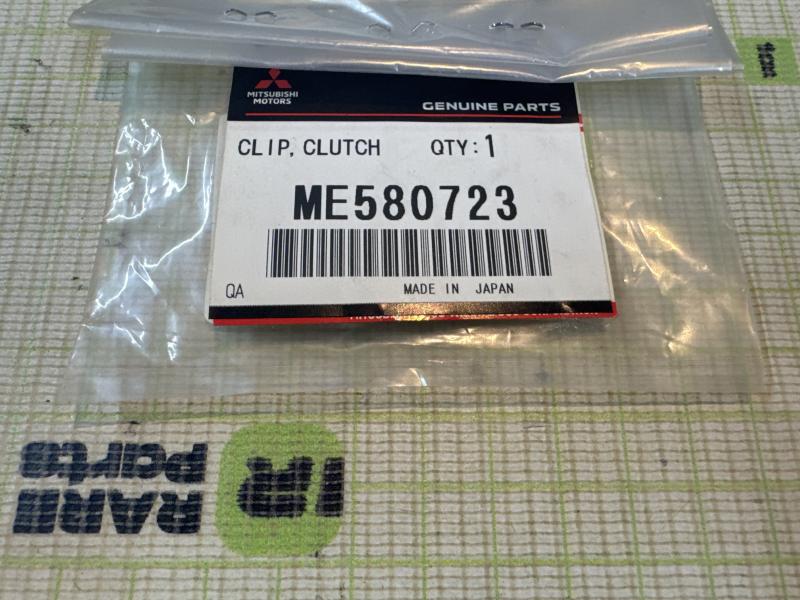 MITSUBISHI
MOTORS
GENUINE PARTS
CLIP, CLUTCH QTY:1
ME580723
QA MADE IN JAPAN
Parts
RARE